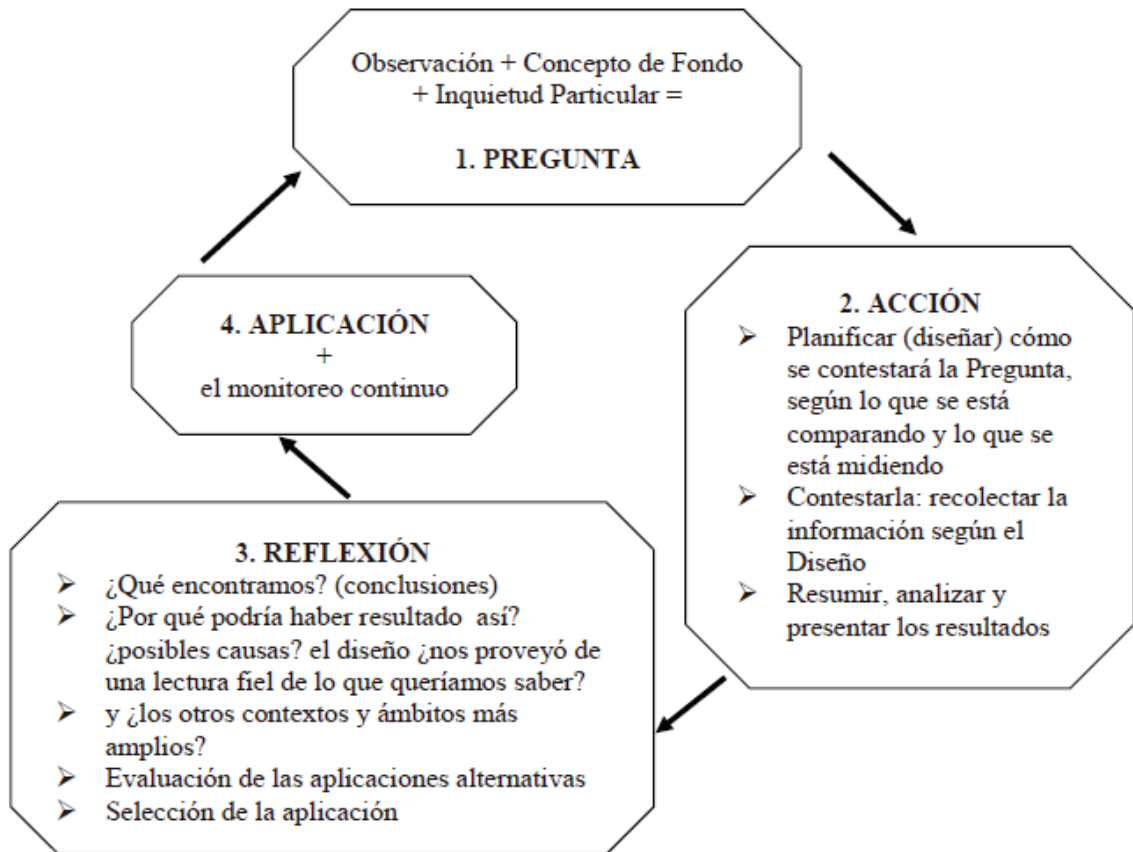 Observación + Concepto de Fondo
+ Inquietud Particular =
1. PREGUNTA
2. ACCIÓN
➢ Planificar (diseñar) cómo
se contestará la Pregunta,
según lo que se está
comparando y lo que se
está midiendo
➢ Contestarla: recolectar la
información según el
Diseño
➢ Resumir, analizar y
presentar los resultados
3. REFLEXIÓN
➢ ¿Qué encontramos? (conclusiones)
➢ ¿Por qué podría haber resultado así?
¿posibles causas? el diseño ¿nos proveyó de
una lectura fiel de lo que queríamos saber?
➢ y ¿los otros contextos y ámbitos más
amplios?
➢ Evaluación de las aplicaciones alternativas
➢ Selección de la aplicación
4. APLICACIÓN
+
el monitoreo continuo